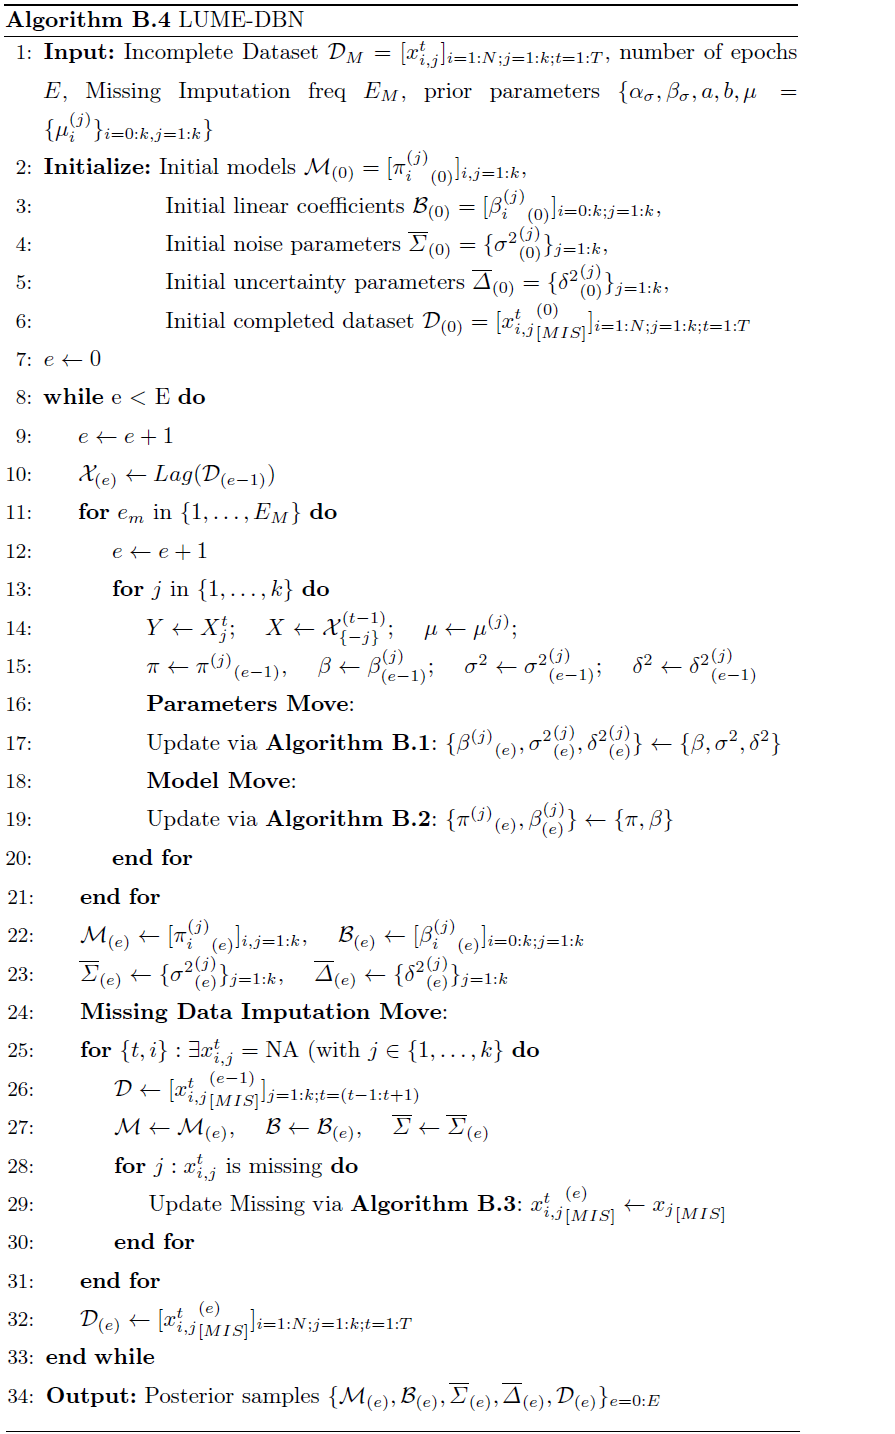 Algorithm B.4 LUME-DBN
1: Input: Incomplete Dataset $\mathcal{D}_M = [x^t_{i,j}]_{i=1:N;j=1:k;t=1:T}$, number of epochs
$E$, Missing Imputation freq $E_M$, prior parameters $\{\alpha_\sigma, \beta_\sigma, a, b, \mu =$
$\{\mu_i^{(j)}\}_{i=0:k,j=1:k}\}$
2: Initialize: Initial models $\mathcal{M}_{(0)} = [\pi_i^{(j)}{}_{(0)}]_{i,j=1:k}$,
3: Initial linear coefficients $\mathcal{B}_{(0)} = [\beta_i^{(j)}{}_{(0)}]_{i=0:k;j=1:k}$,
4: Initial noise parameters $\overline{\Sigma}_{(0)} = \{\sigma^2{}^{(j)}_{(0)}\}_{j=1:k}$,
5: Initial uncertainty parameters $\overline{\Delta}_{(0)} = \{\delta^2{}^{(j)}_{(0)}\}_{j=1:k}$,
6: Initial completed dataset $\mathcal{D}_{(0)} = [x^t_{i,j}{}^{(0)}_{[MIS]}]_{i=1:N;j=1:k;t=1:T}$
7: $e \leftarrow 0$
8: while e < E do
9: $e \leftarrow e + 1$
10: $\mathcal{X}_{(e)} \leftarrow Lag(\mathcal{D}_{(e-1)})$
11: for $e_m$ in $\{1, \ldots, E_M\}$ do
12: $e \leftarrow e + 1$
13: for $j$ in $\{1, \ldots, k\}$ do
14: $Y \leftarrow X_j^t$; $X \leftarrow \mathcal{X}^{(t-1)}_{\{-j\}}$; $\mu \leftarrow \mu^{(j)}$;
15: $\pi \leftarrow \pi^{(j)}{}_{(e-1)}$, $\beta \leftarrow \beta^{(j)}_{(e-1)}$; $\sigma^2 \leftarrow \sigma^2{}^{(j)}_{(e-1)}$; $\delta^2 \leftarrow \delta^2{}^{(j)}_{(e-1)}$
16: Parameters Move:
17: Update via Algorithm B.1: $\{\beta^{(j)}{}_{(e)}, \sigma^2{}^{(j)}_{(e)}, \delta^2{}^{(j)}_{(e)}\} \leftarrow \{\beta, \sigma^2, \delta^2\}$
18: Model Move:
19: Update via Algorithm B.2: $\{\pi^{(j)}{}_{(e)}, \beta^{(j)}_{(e)}\} \leftarrow \{\pi, \beta\}$
20: end for
21: end for
22: $\mathcal{M}_{(e)} \leftarrow [\pi_i^{(j)}{}_{(e)}]_{i,j=1:k}$, $\mathcal{B}_{(e)} \leftarrow [\beta_i^{(j)}{}_{(e)}]_{i=0:k;j=1:k}$
23: $\overline{\Sigma}_{(e)} \leftarrow \{\sigma^2{}^{(j)}_{(e)}\}_{j=1:k}$, $\overline{\Delta}_{(e)} \leftarrow \{\delta^2{}^{(j)}_{(e)}\}_{j=1:k}$
24: Missing Data Imputation Move:
25: for $\{t, i\} : \exists x^t_{i,j} =$ NA (with $j \in \{1, \ldots, k\}$ do
26: $\mathcal{D} \leftarrow [x^t_{i,j}{}^{(e-1)}_{[MIS]}]_{j=1:k;t=(t-1:t+1)}$
27: $\mathcal{M} \leftarrow \mathcal{M}_{(e)}$, $\mathcal{B} \leftarrow \mathcal{B}_{(e)}$, $\overline{\Sigma} \leftarrow \overline{\Sigma}_{(e)}$
28: for $j : x^t_{i,j}$ is missing do
29: Update Missing via Algorithm B.3: $x^t_{i,j}{}^{(e)}_{[MIS]} \leftarrow x_{j[MIS]}$
30: end for
31: end for
32: $\mathcal{D}_{(e)} \leftarrow [x^t_{i,j}{}^{(e)}_{[MIS]}]_{i=1:N;j=1:k;t=1:T}$
33: end while
34: Output: Posterior samples $\{\mathcal{M}_{(e)}, \mathcal{B}_{(e)}, \overline{\Sigma}_{(e)}, \overline{\Delta}_{(e)}, \mathcal{D}_{(e)}\}_{e=0:E}$